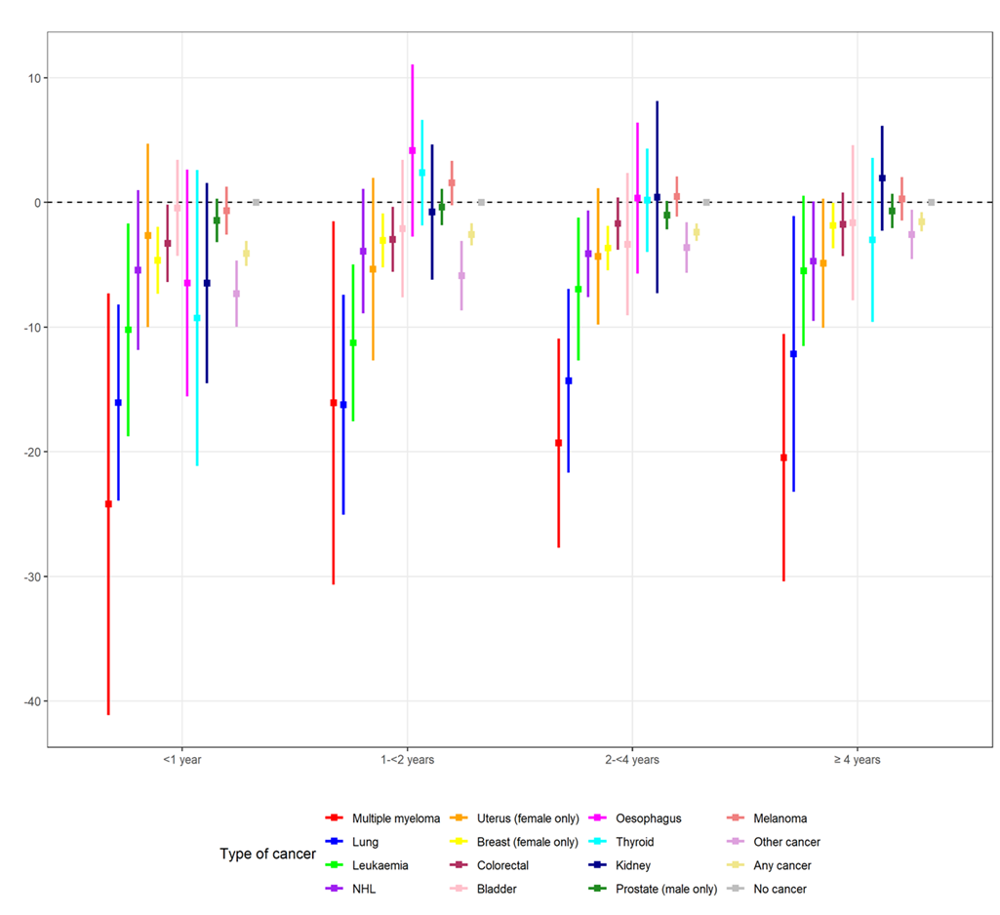 10
0
-10
-20
-30
-40
<1 year
1-<2 years
2-<4 years
≥ 4 years
Type of cancer
Multiple myeloma
Lung
Leukaemia
NHL
Uterus (female only)
Breast (female only)
Colorectal
Bladder
Oesophagus
Thyroid
Kidney
Prostate (male only)
Melanoma
Other cancer
Any cancer
No cancer